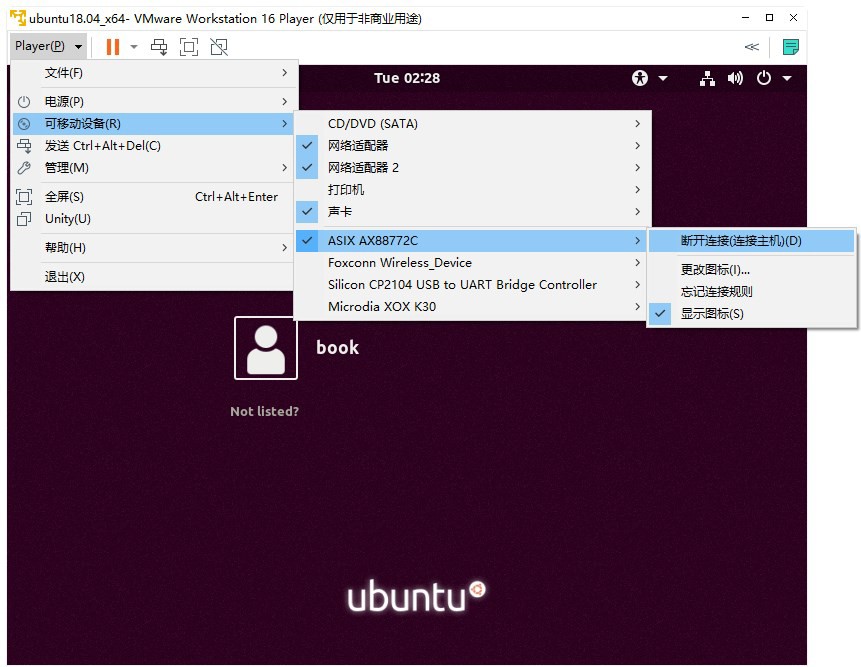 ubuntu18.04_x64- VMware Workstation 16 Player (仅用于非商业用途)
Player(P)
文件(F)
电源(P)
可移动设备(R)
发送 Ctrl+Alt+Del(C)
管理(M)
全屏(S) Ctrl+Alt+Enter
Unity(U)
帮助(H)
退出(X)
Tue 02:28
CD/DVD (SATA)
网络适配器
网络适配器 2
打印机
声卡
ASIX AX88772C
Foxconn Wireless_Device
Silicon CP2104 USB to UART Bridge Controller
Microdia XOX K30
断开连接(连接主机)(D)
更改图标(I)...
忘记连接规则
显示图标(S)
book
Not listed?
ubuntu